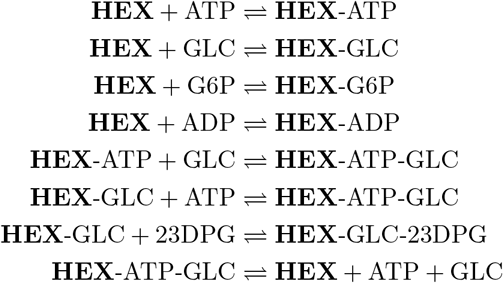 HEX + ATP ⇌ HEX-ATP
HEX + GLC ⇌ HEX-GLC
HEX + G6P ⇌ HEX-G6P
HEX + ADP ⇌ HEX-ADP
HEX-ATP + GLC ⇌ HEX-ATP-GLC
HEX-GLC + ATP ⇌ HEX-ATP-GLC
HEX-GLC + 23DPG ⇌ HEX-GLC-23DPG
HEX-ATP-GLC ⇌ HEX + ATP + GLC